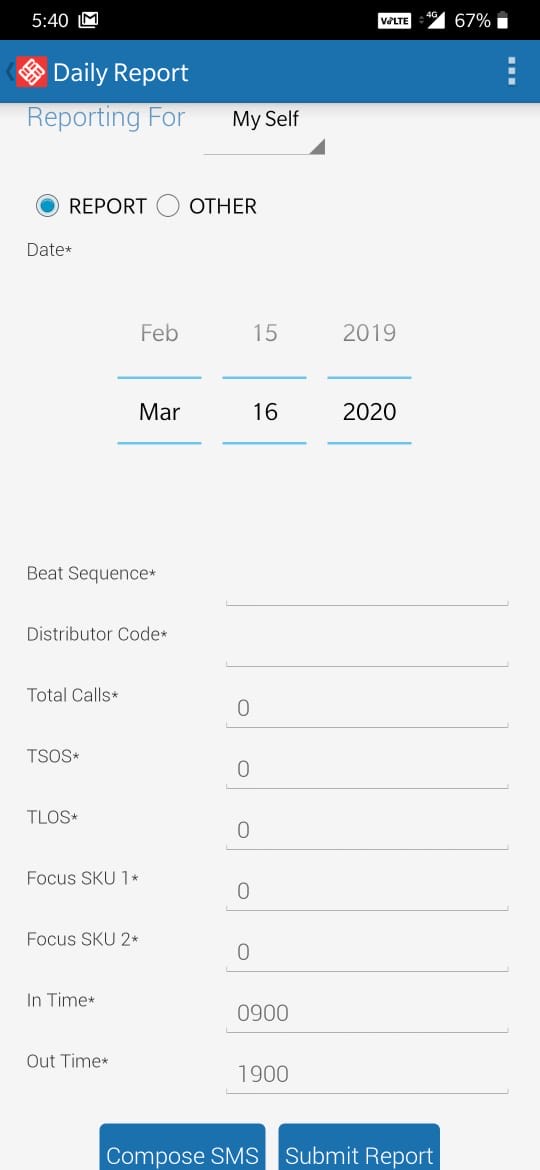 5:40 VoLTE 4G 67%
Daily Report
Reporting For My Self
REPORT OTHER
Date*
Feb 15 2019
Mar 16 2020
Beat Sequence*
Distributor Code*
Total Calls* 0
TSOS* 0
TLOS* 0
Focus SKU 1* 0
Focus SKU 2* 0
In Time* 0900
Out Time* 1900
Compose SMS Submit Report